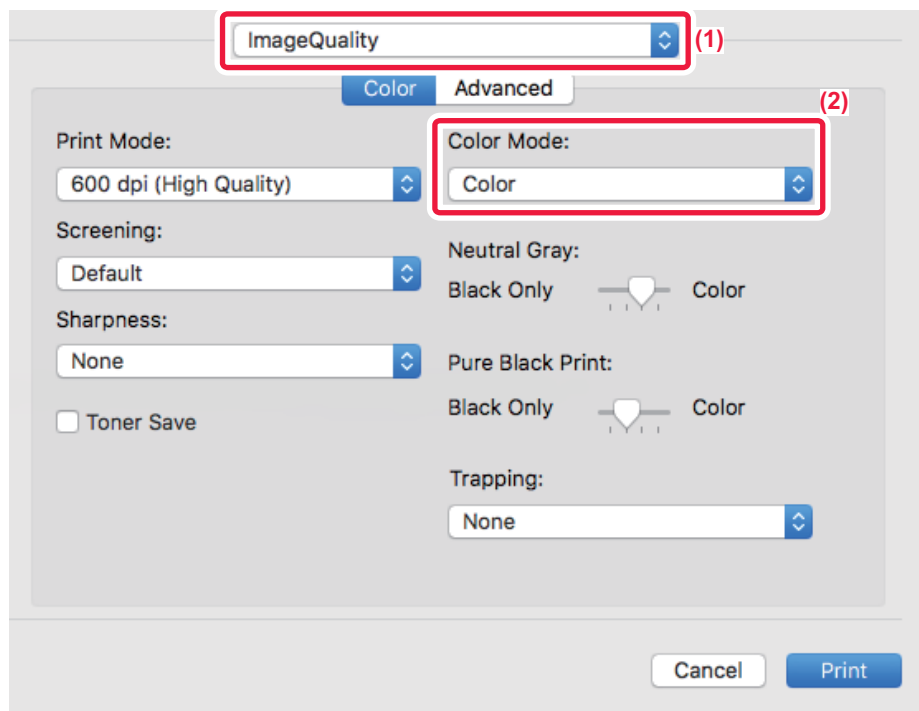 ImageQuality
(1)
Color
Advanced
(2)
Print Mode:
600 dpi (High Quality)
Screening:
Default
Sharpness:
None
Toner Save
Color Mode:
Color
Neutral Gray:
Black Only Color
Pure Black Print:
Black Only Color
Trapping:
None
Cancel
Print